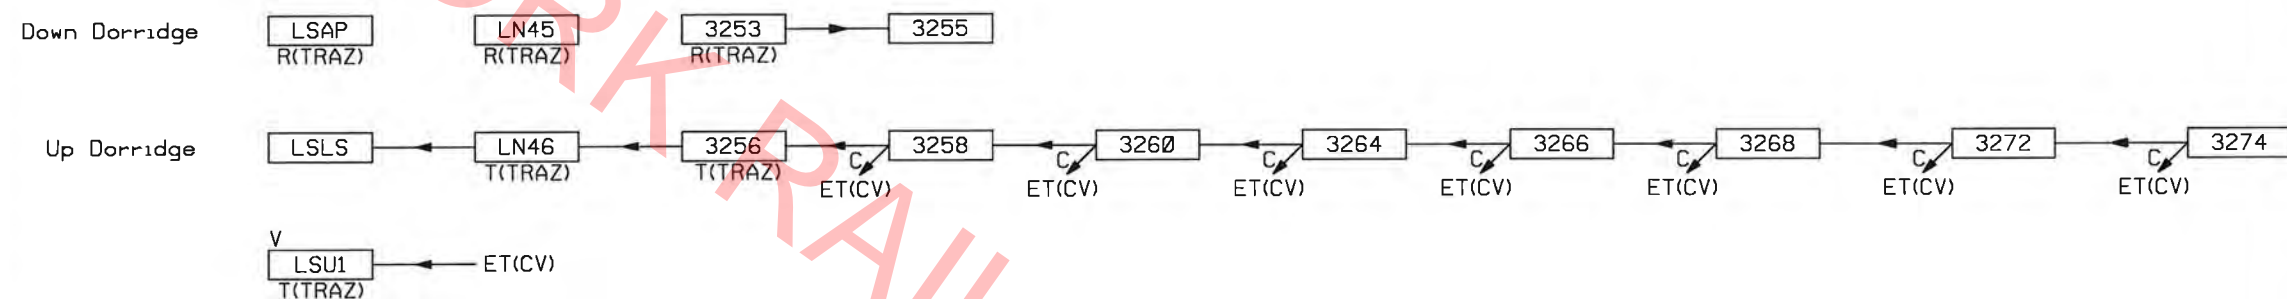 Down Dorridge LSAP LN45 3253 3255
R(TRAZ) R(TRAZ) R(TRAZ)
Up Dorridge LSLS LN46 3256 3258 3260 3264 3266 3268 3272 3274
T(TRAZ) T(TRAZ) C C C C C C C
ET(CV) ET(CV) ET(CV) ET(CV) ET(CV) ET(CV) ET(CV)
V
LSU1 ET(CV)
T(TRAZ)
ORK RAIL